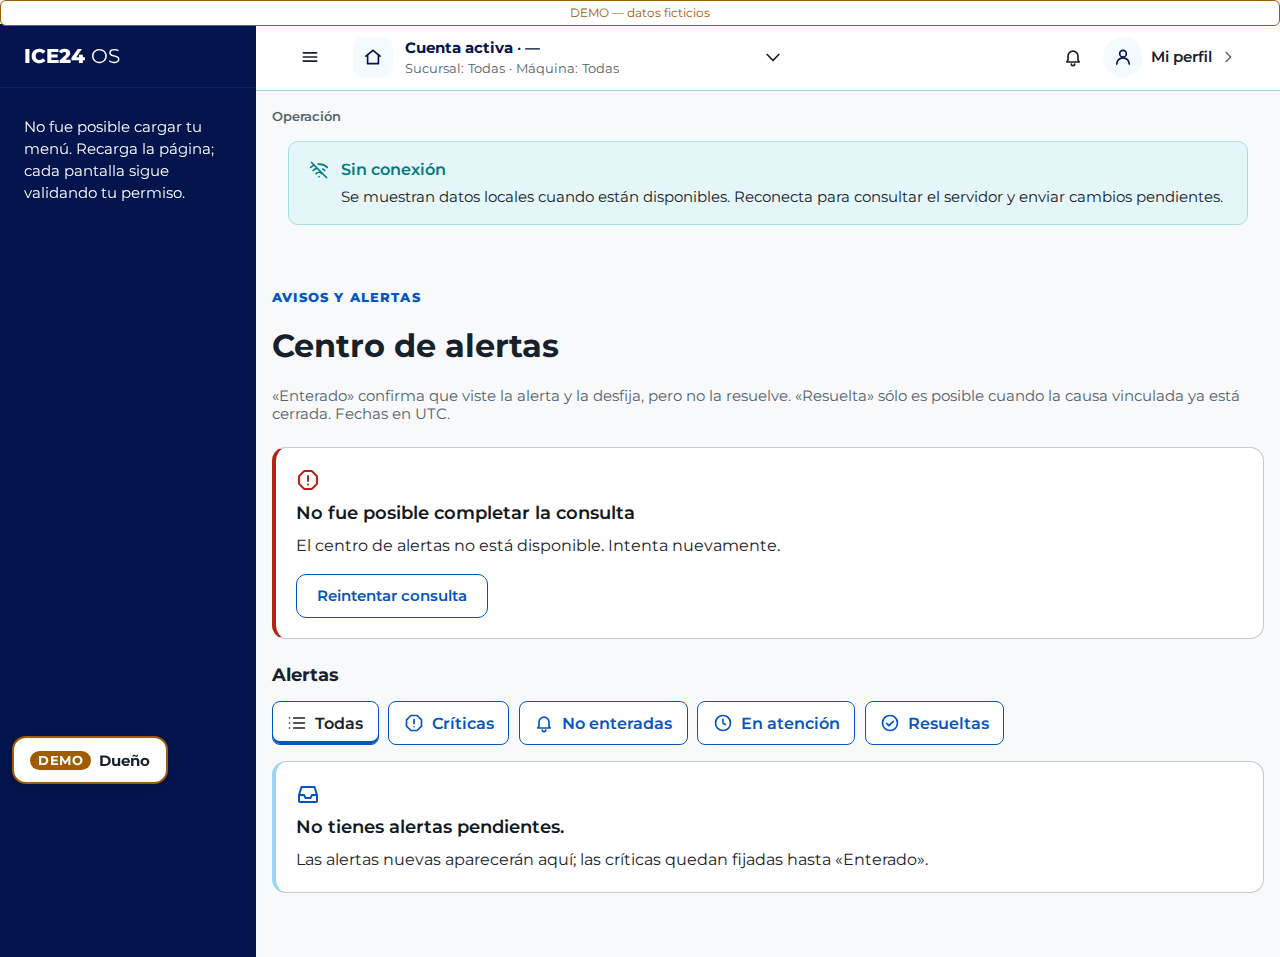 DEMO — datos ficticios
ICE24 OS
Cuenta activa · —
Sucursal: Todas · Máquina: Todas
Mi perfil
No fue posible cargar tu
menú. Recarga la página;
cada pantalla sigue
validando tu permiso.
Operación
Sin conexión
Se muestran datos locales cuando están disponibles. Reconecta para consultar el servidor y enviar cambios pendientes.
AVISOS Y ALERTAS
Centro de alertas
«Enterado» confirma que viste la alerta y la desfija, pero no la resuelve. «Resuelta» sólo es posible cuando la causa vinculada ya está
cerrada. Fechas en UTC.
No fue posible completar la consulta
El centro de alertas no está disponible. Intenta nuevamente.
Reintentar consulta
Alertas
Todas
Críticas
No enteradas
En atención
Resueltas
DEMO Dueño
No tienes alertas pendientes.
Las alertas nuevas aparecerán aquí; las críticas quedan fijadas hasta «Enterado».